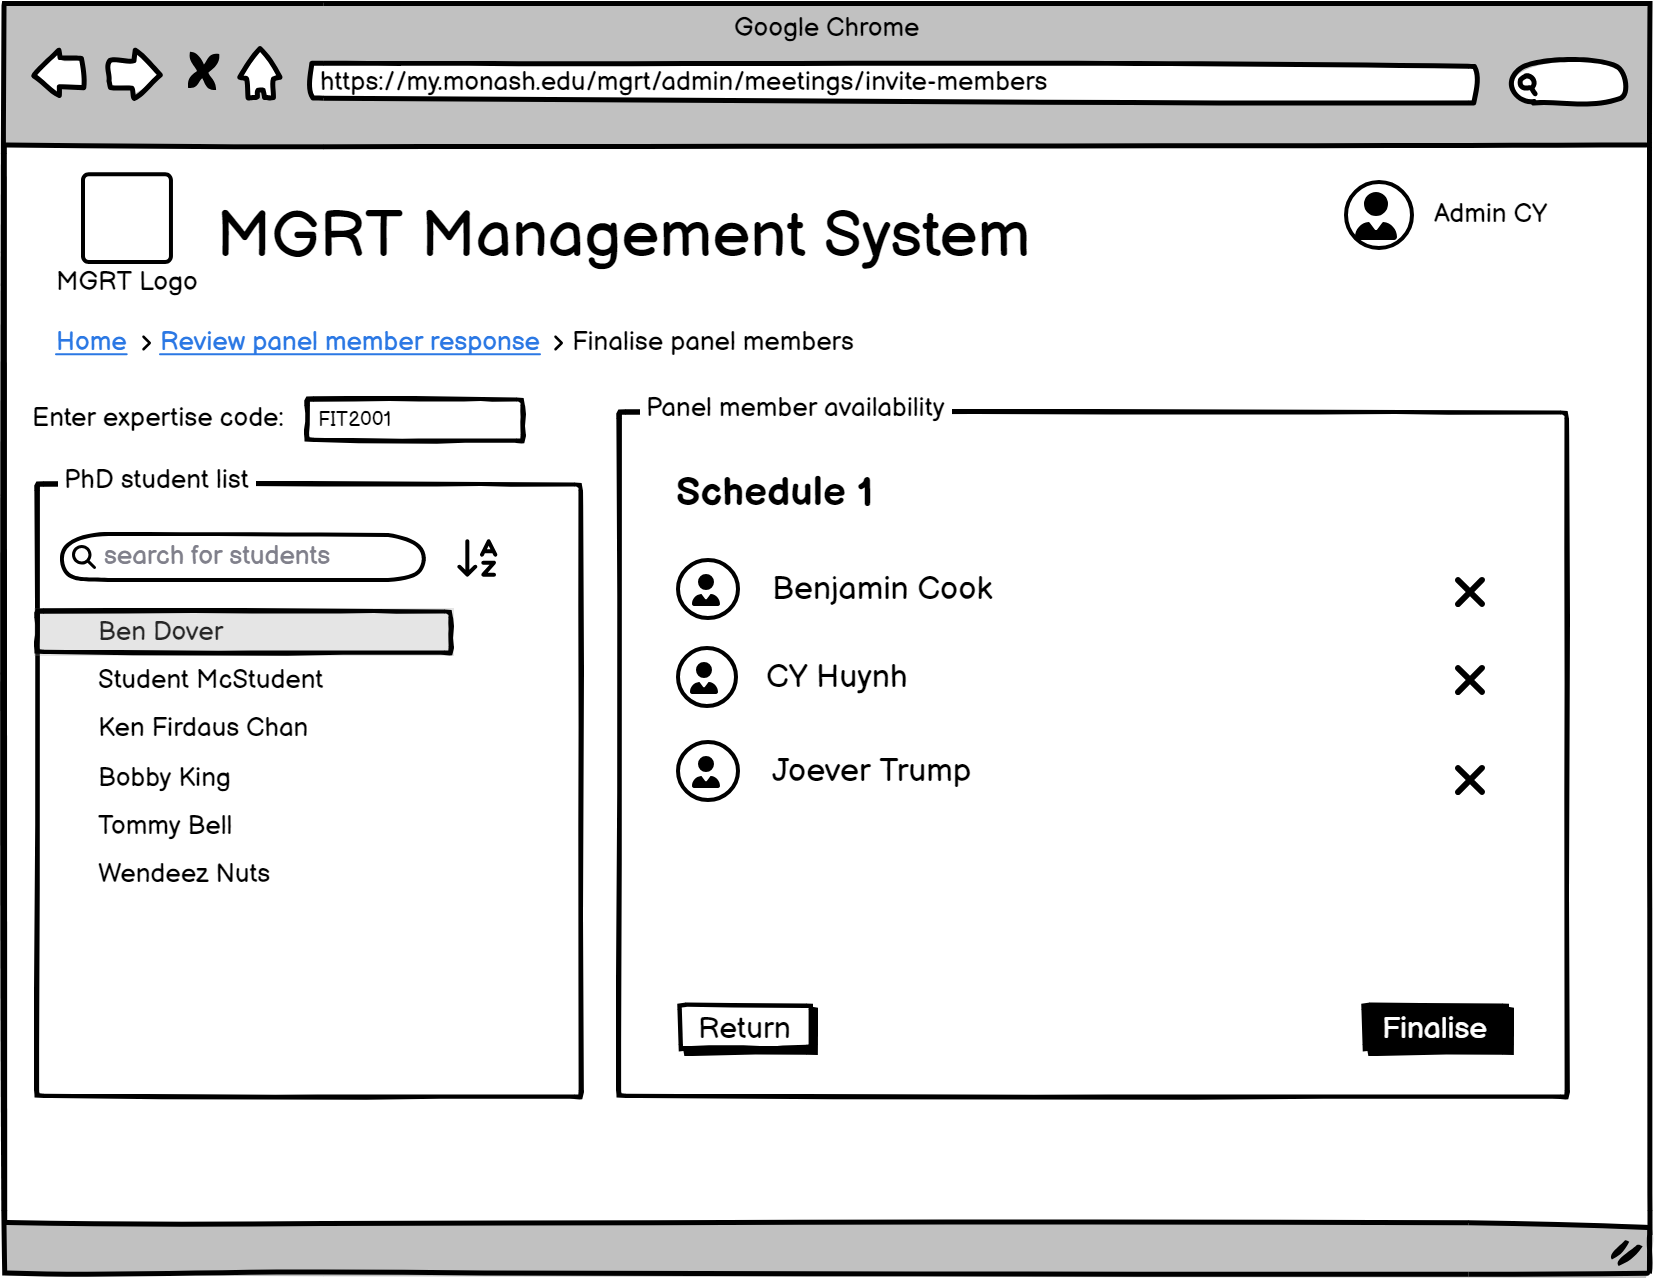 Google Chrome
https://my.monash.edu/mgrt/admin/meetings/invite-members
MGRT Management System
Admin CY
MGRT Logo
Home > Review panel member response > Finalise panel members
Enter expertise code: FIT2001
PhD student list
search for students
A
Z
Ben Dover
Student McStudent
Ken Firdaus Chan
Bobby King
Tommy Bell
Wendeez Nuts
Panel member availability
Schedule 1
Benjamin Cook
CY Huynh
Joever Trump
Return
Finalise